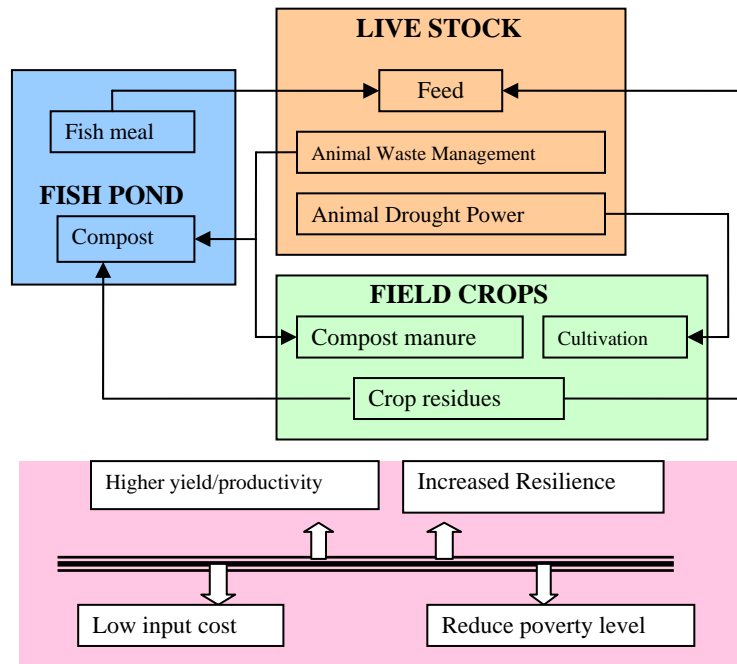 LIVE STOCK
Feed
Fish meal
Animal Waste Management
FISH POND
Animal Drought Power
Compost
FIELD CROPS
Compost manure
Cultivation
Crop residues
Higher yield/productivity
Increased Resilience
Low input cost
Reduce poverty level